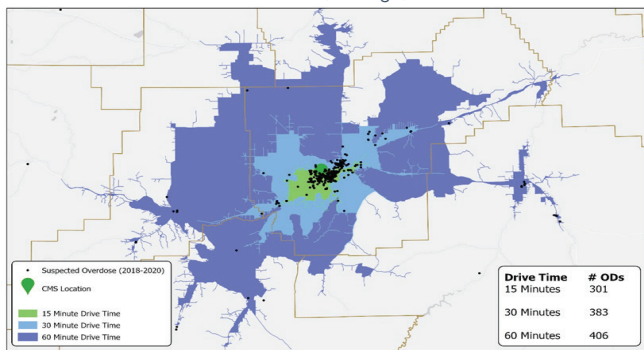 Suspected Overdose (2018-2020)
CMS Location
15 Minute Drive Time
30 Minute Drive Time
60 Minute Drive Time
Drive Time # ODs
15 Minutes 301
30 Minutes 383
60 Minutes 406